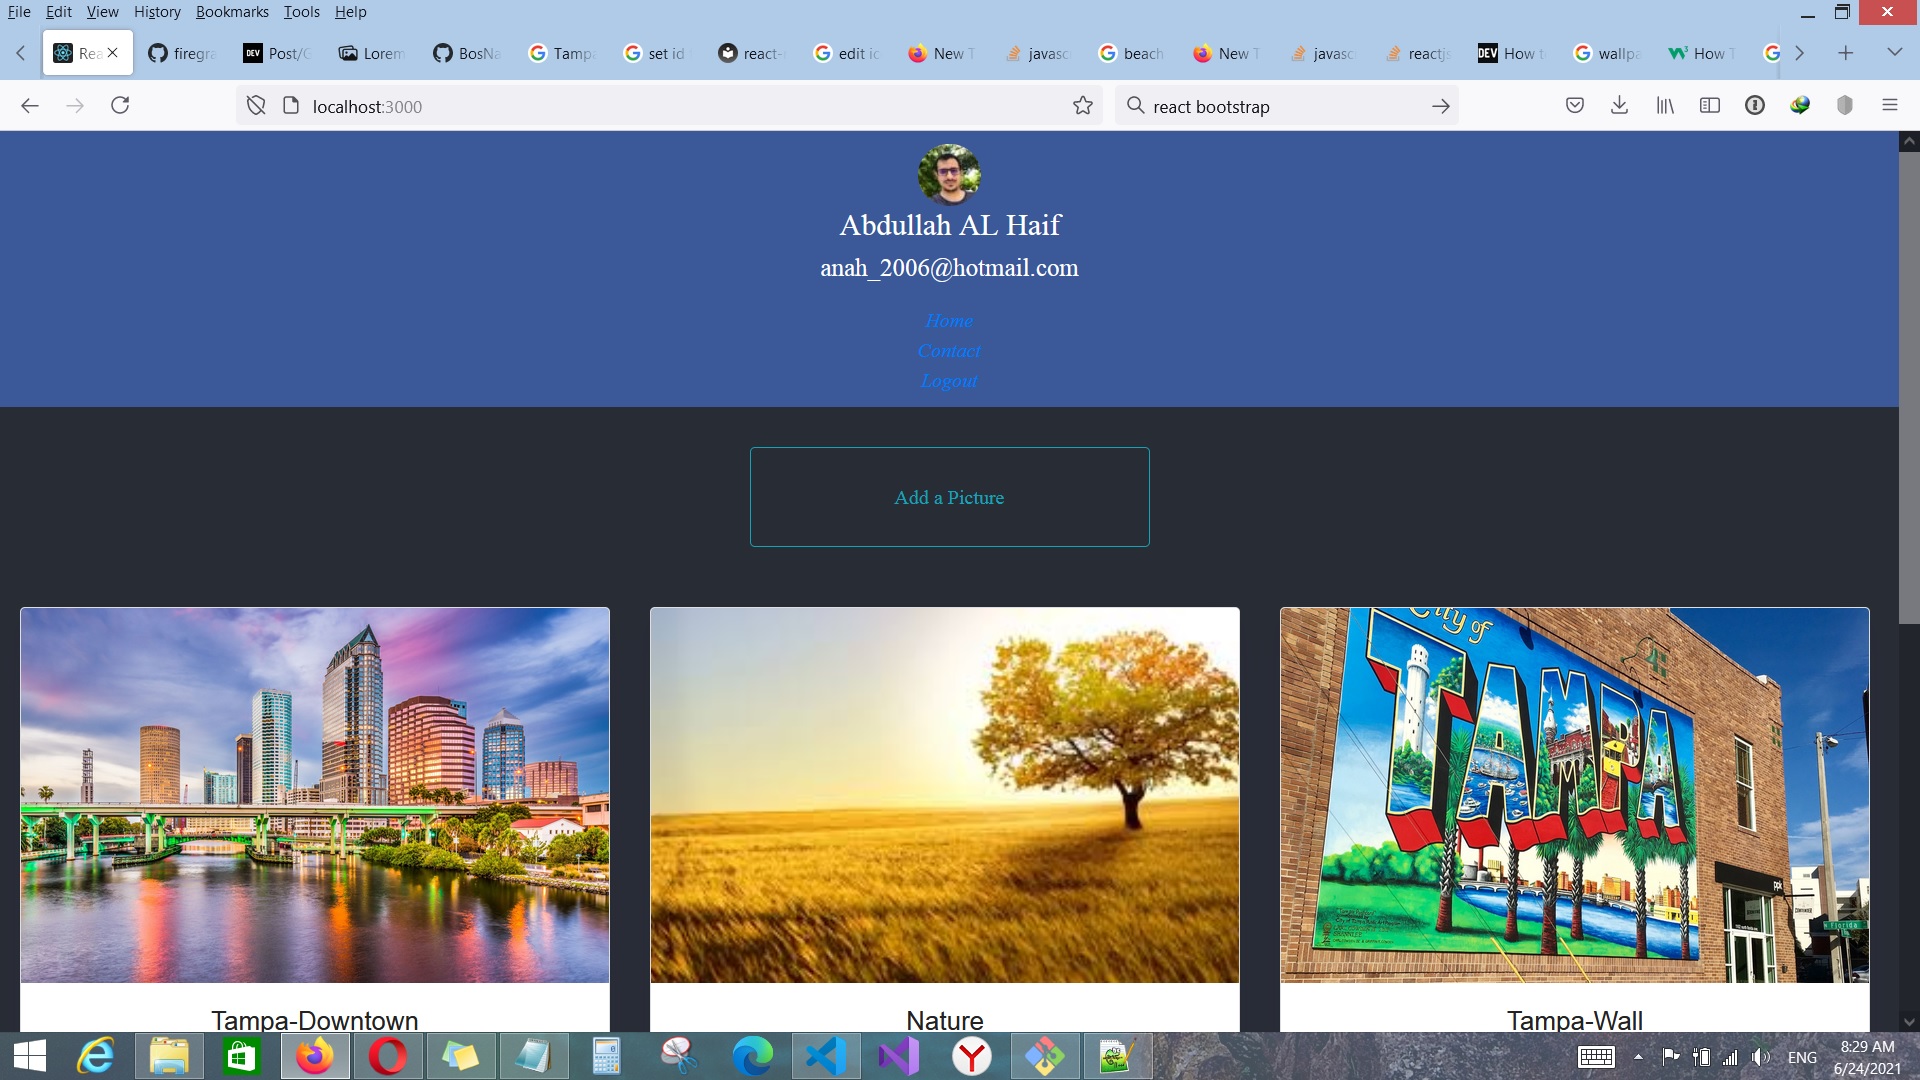 File Edit View History Bookmarks Tools Help
Rea
firegra
Post/G
Lorem
BosNa
Tampa
set id
react-
edit ic
New T
javasc
beach
New T
javasc
reactjs
How t
wallpa
How T
localhost:3000
react bootstrap
Abdullah AL Haif
anah_2006@hotmail.com
Home
Contact
Logout
Add a Picture
City of
TAMPA
Tampa-Downtown
Nature
Tampa-Wall
ENG
8:29 AM
6/24/2021